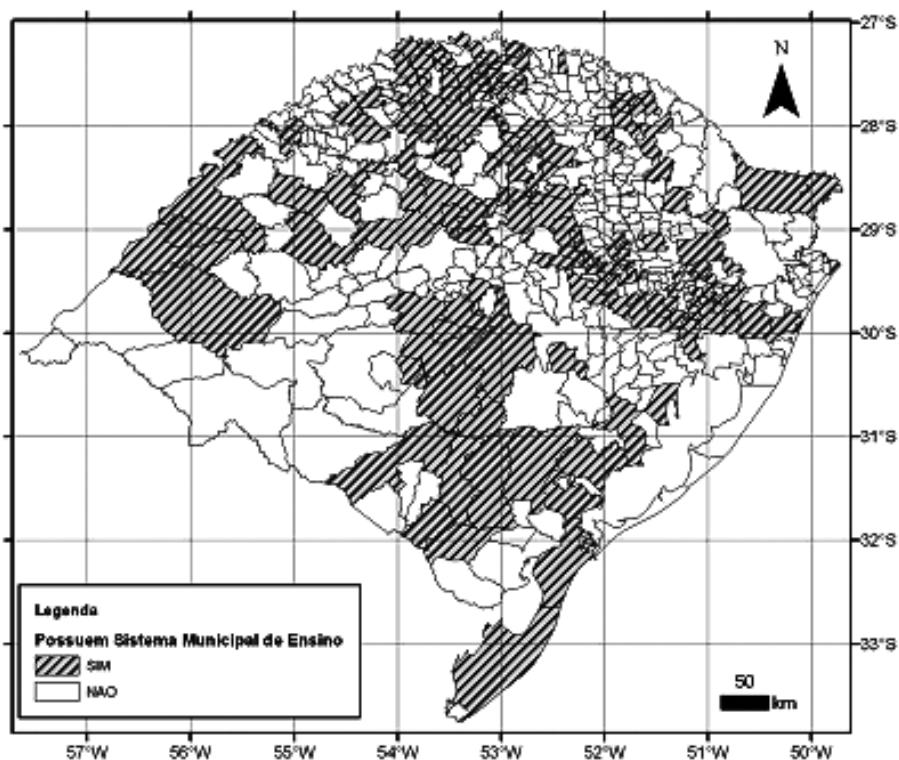 27°S
N
28°S
29°S
30°S
31°S
32°S
33°S
Legenda
Possuem Sistema Municipal de Ensino
SIM
NAO
50
km
57°W 56°W 55°W 54°W 53°W 52°W 51°W 50°W